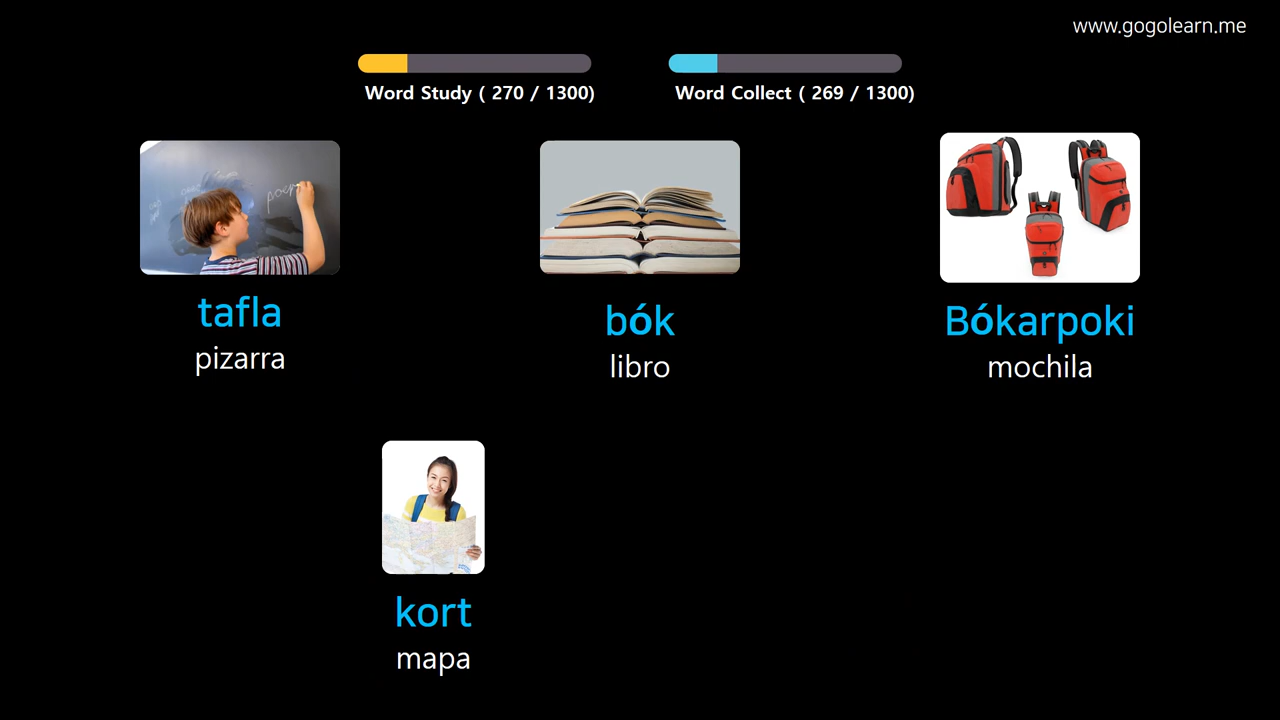 www.gogolearn.me
Word Study ( 270 / 1300)
Word Collect ( 269 / 1300)
tafla
pizarra
bók
libro
Bókarpoki
mochila
kort
mapa